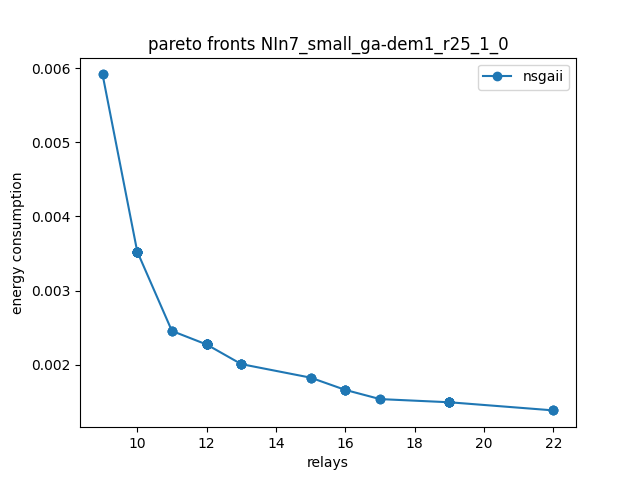 pareto fronts NIn7_small_ga-dem1_r25_1_0
nsgaii
0.006
0.005
0.004
0.003
0.002
energy consumption
10 12 14 16 18 20 22
relays